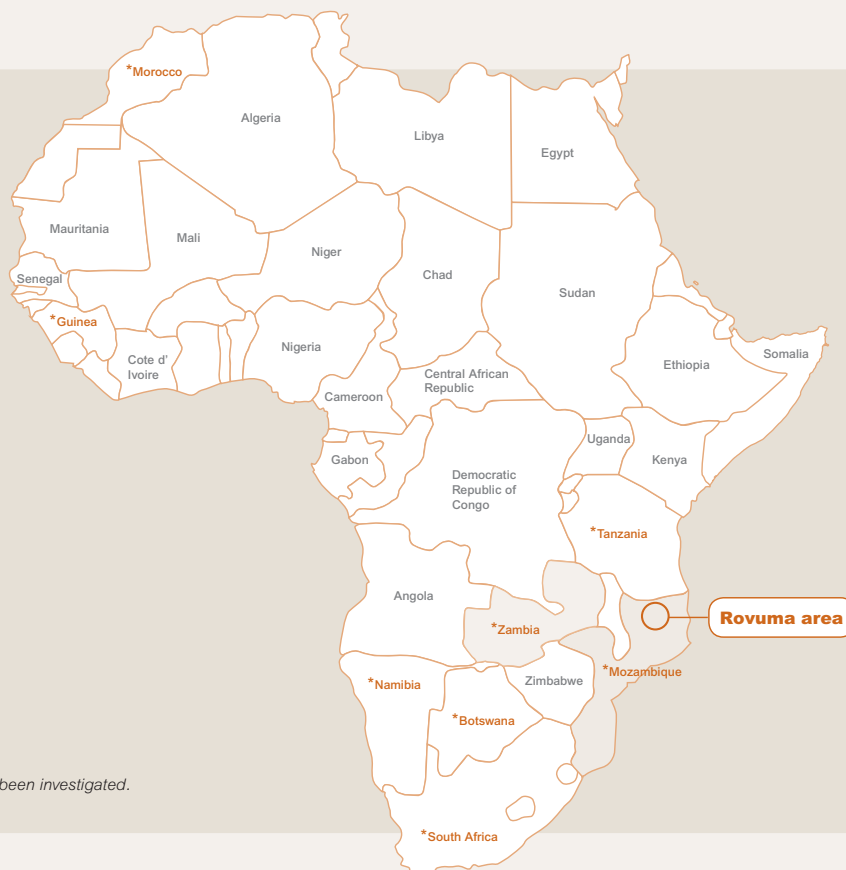 *Morocco
Algeria
Libya
Egypt
Mauritania
Mali
Niger
Chad
Sudan
Senegal
*Guinea
Nigeria
Cote d'
Ivoire
Central African
Republic
Ethiopia
Somalia
Cameroon
Uganda
Kenya
Gabon
Democratic
Republic of
Congo
*Tanzania
Angola
*Zambia
Rovuma area
*Mozambique
*Namibia
Zimbabwe
*Botswana
been investigated.
*South Africa